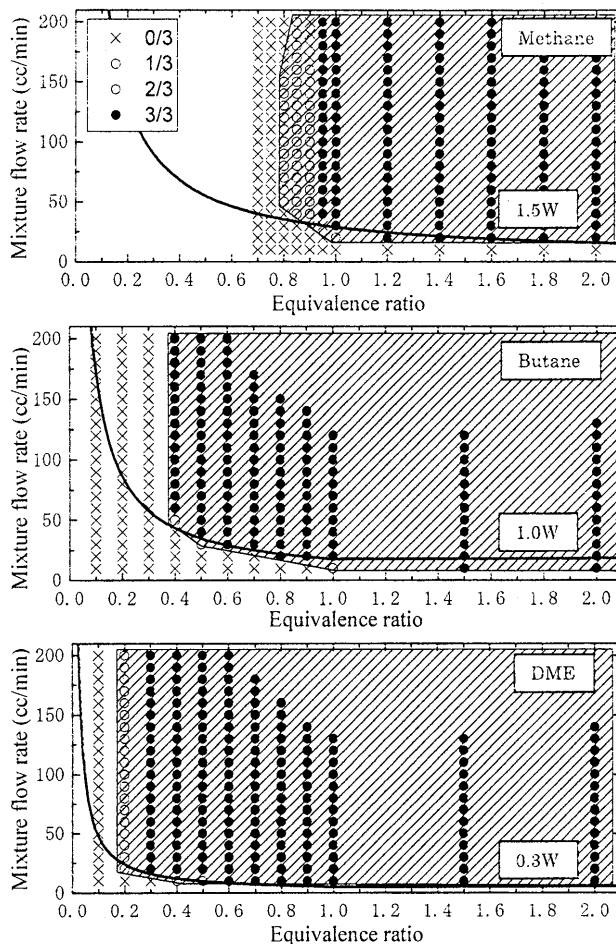 Mixture flow rate (cc/min)
200
150
100
50
0
× 0/3
○ 1/3
○ 2/3
● 3/3
Methane
1.5W
0.0 0.2 0.4 0.6 0.8 1.0 1.2 1.4 1.6 1.8 2.0
Equivalence ratio
Mixture flow rate (cc/min)
200
150
100
50
0
Butane
1.0W
0.0 0.2 0.4 0.6 0.8 1.0 1.2 1.4 1.6 1.8 2.0
Equivalence ratio
Mixture flow rate (cc/min)
200
150
100
50
0
DME
0.3W
0.0 0.2 0.4 0.6 0.8 1.0 1.2 1.4 1.6 1.8 2.0
Equivalence ratio